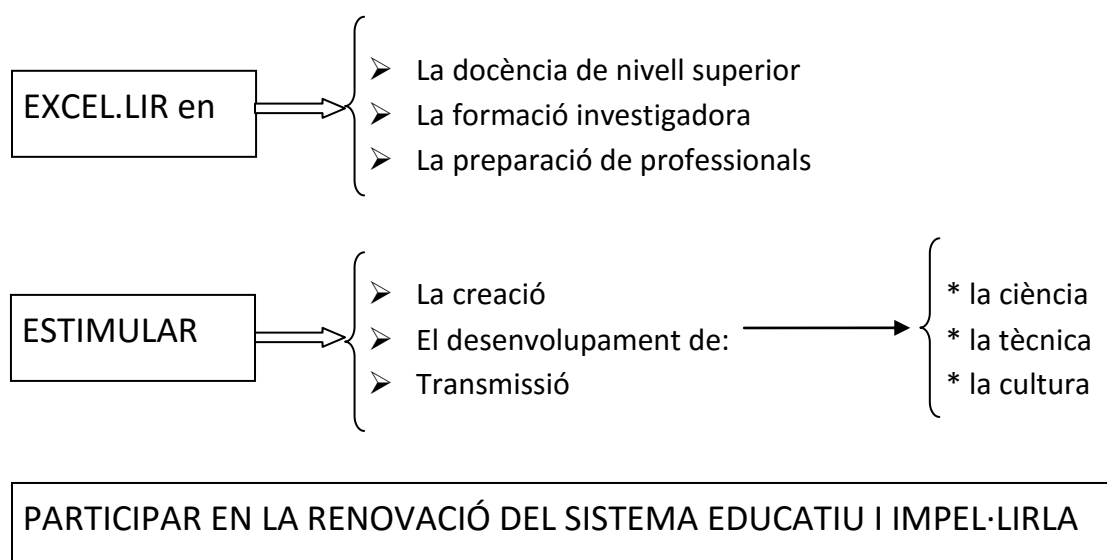 EXCEL.LIR en
➢ La docència de nivell superior
➢ La formació investigadora
➢ La preparació de professionals
ESTIMULAR
➢ La creació
➢ El desenvolupament de:
➢ Transmissió
* la ciència
* la tècnica
* la cultura
PARTICIPAR EN LA RENOVACIÓ DEL SISTEMA EDUCATIU I IMPEL·LIRLA